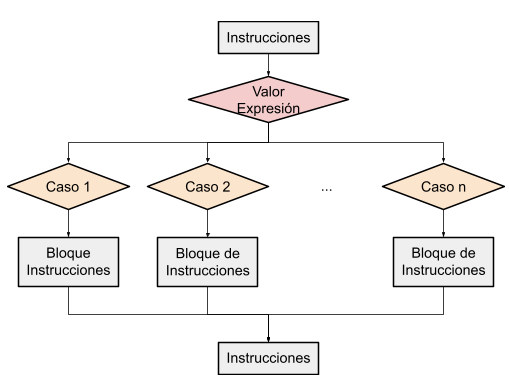 Instrucciones
Valor
Expresión
Caso 1
Caso 2
...
Caso n
Bloque
Instrucciones
Bloque de
Instrucciones
Bloque de
Instrucciones
Instrucciones